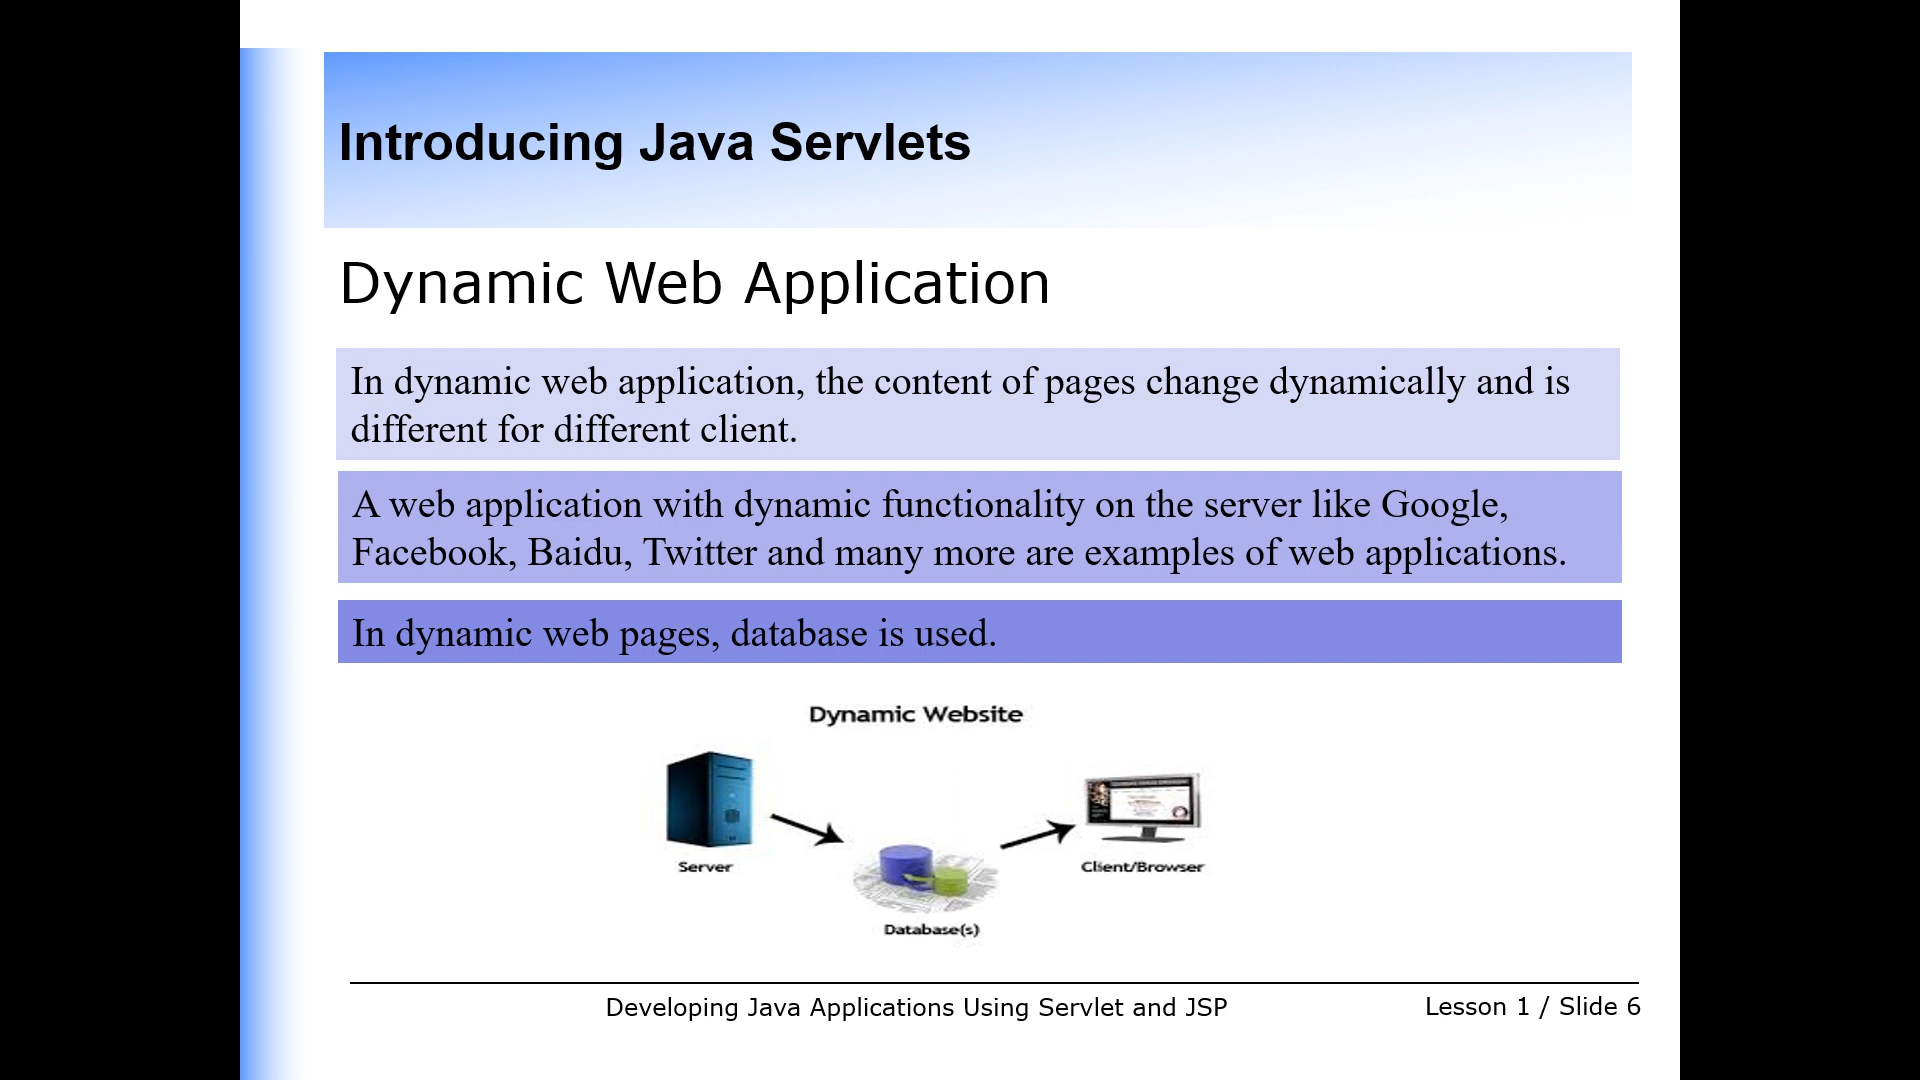 Introducing Java Servlets
Dynamic Web Application
In dynamic web application, the content of pages change dynamically and is
different for different client.
A web application with dynamic functionality on the server like Google,
Facebook, Baidu, Twitter and many more are examples of web applications.
In dynamic web pages, database is used.
Dynamic Website
Server
Client/Browser
Database(s)
Developing Java Applications Using Servlet and JSP
Lesson 1 / Slide 6